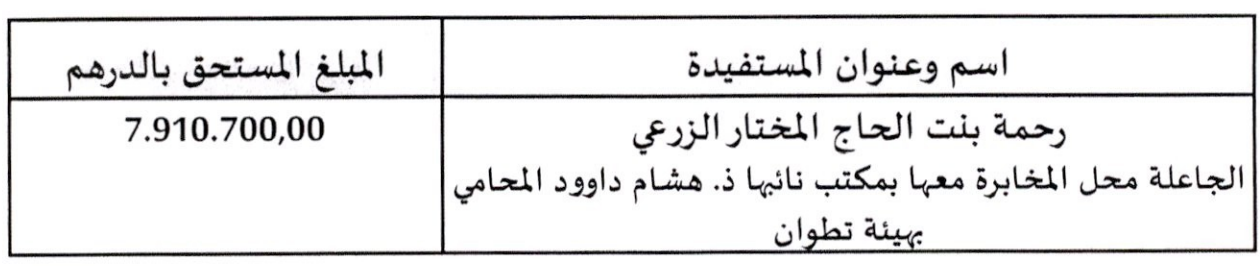 اسم وعنوان المستفيدة
المبلغ المستحق بالدرهم
رحمة بنت الحاج المختار الزرعي
الجاعلة محل المخابرة معها بمكتب نائبها ذ. هشام داوود المحامي
بهيئة تطوان
7.910.700,00